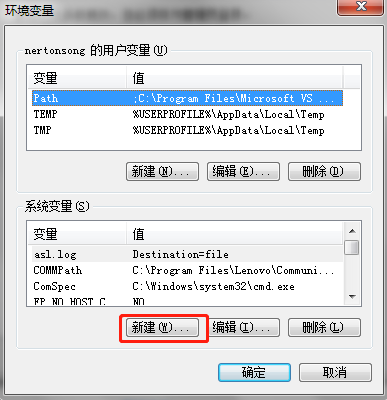 环境变量
nertonsong 的用户变量(U)
变量 值
Path ;C:\Program Files\Microsoft VS ...
TEMP %USERPROFILE%\AppData\Local\Temp
TMP %USERPROFILE%\AppData\Local\Temp
新建(N)... 编辑(E)... 删除(D)
系统变量(S)
变量 值
asl.log Destination=file
COMMPath C:\Program Files\Lenovo\Communi...
ComSpec C:\Windows\system32\cmd.exe
FP_NO_HOST_C... NO
新建(W)... 编辑(I)... 删除(L)
确定 取消